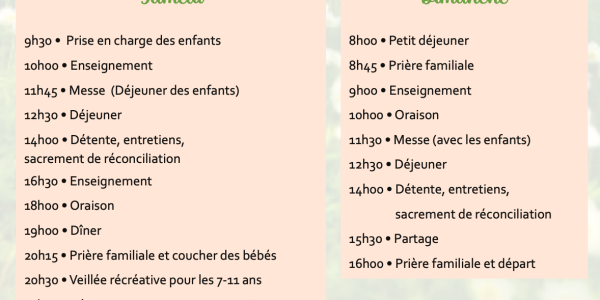 Samedi
9h30 • Prise en charge des enfants
10h00 • Enseignement
11h45 • Messe (Déjeuner des enfants)
12h30 • Déjeuner
14h00 • Détente, entretiens,
sacrement de réconciliation
16h30 • Enseignement
18h00 • Oraison
19h00 • Dîner
20h15 • Prière familiale et coucher des bébés
20h30 • Veillée récréative pour les 7-11 ans
Dimanche
8h00 • Petit déjeuner
8h45 • Prière familiale
9h00 • Enseignement
10h00 • Oraison
11h30 • Messe (avec les enfants)
12h30 • Déjeuner
14h00 • Détente, entretiens,
sacrement de réconciliation
15h30 • Partage
16h00 • Prière familiale et départ